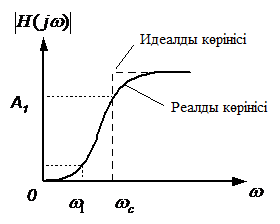 |H(jω)|
Идеалды көрінісі
A₁
Реалды көрінісі
0
ω₁
ω_c
ω